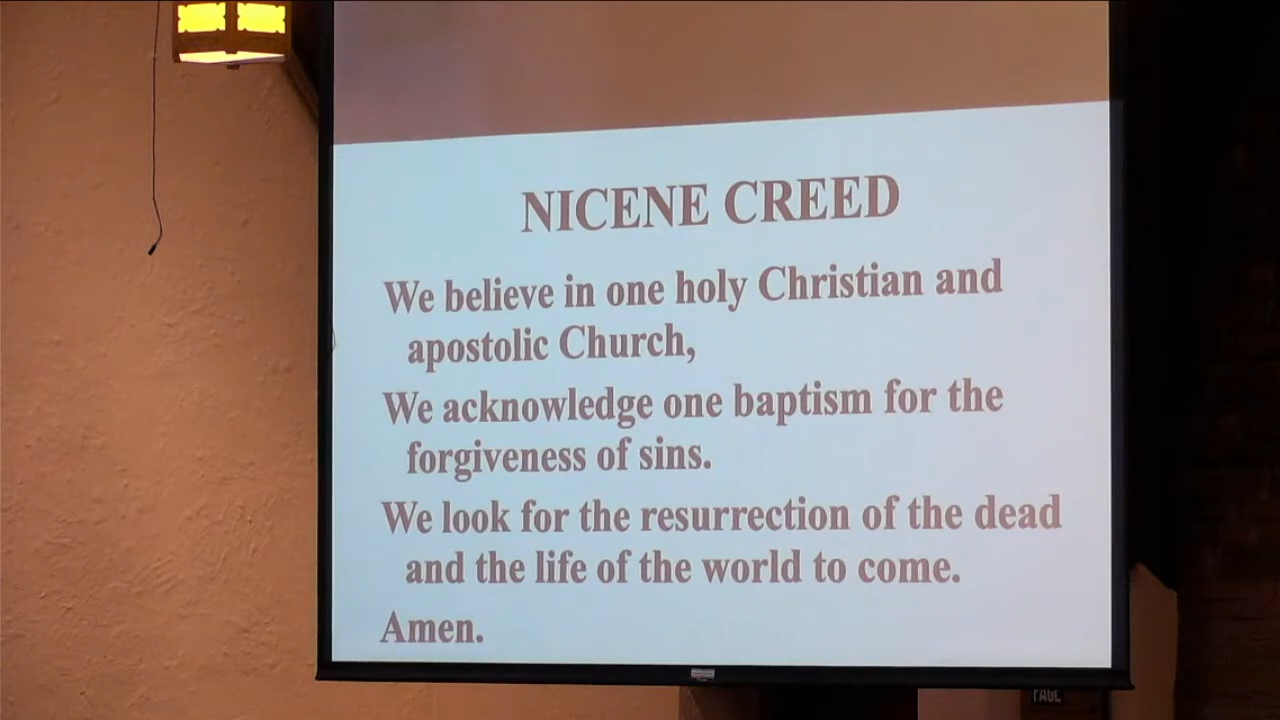 NICENE CREED
We believe in one holy Christian and
apostolic Church,
We acknowledge one baptism for the
forgiveness of sins.
We look for the resurrection of the dead
and the life of the world to come.
Amen.
PAGE